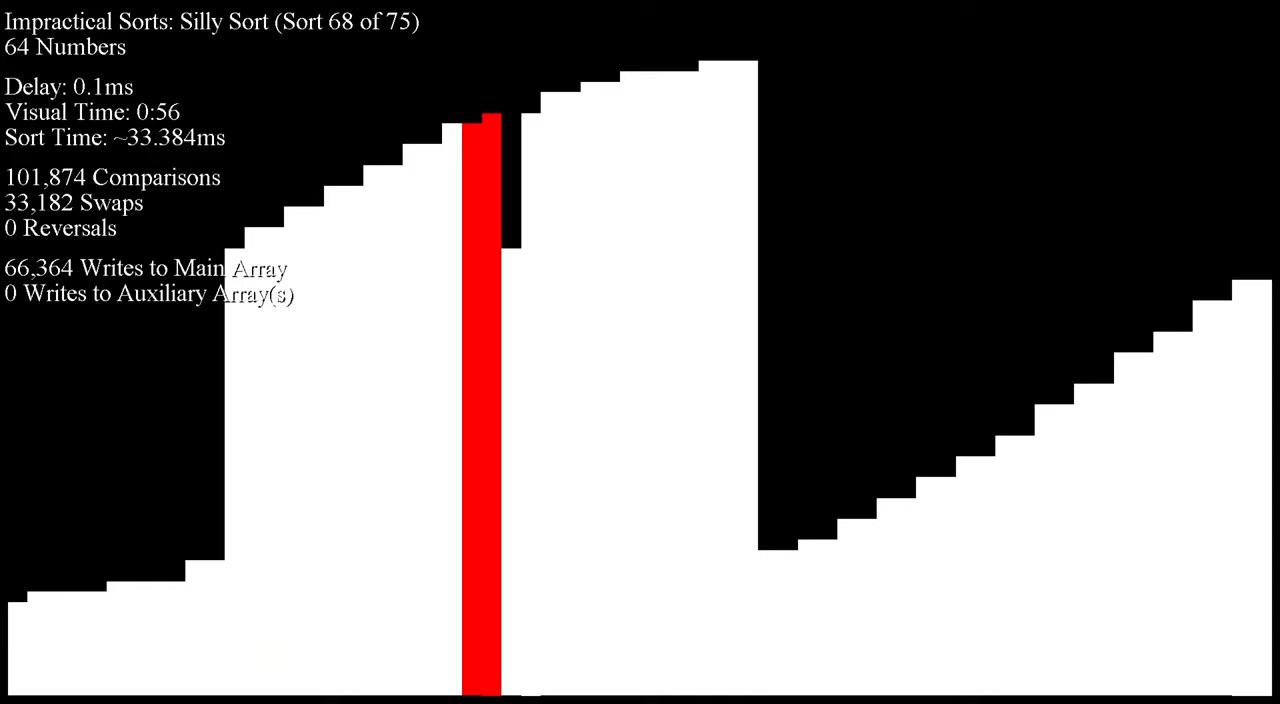 Impractical Sorts: Silly Sort (Sort 68 of 75)
64 Numbers
Delay: 0.1ms
Visual Time: 0:56
Sort Time: ~33.384ms
101,874 Comparisons
33,182 Swaps
0 Reversals
66,364 Writes to Main Array
0 Writes to Auxiliary Array(s)